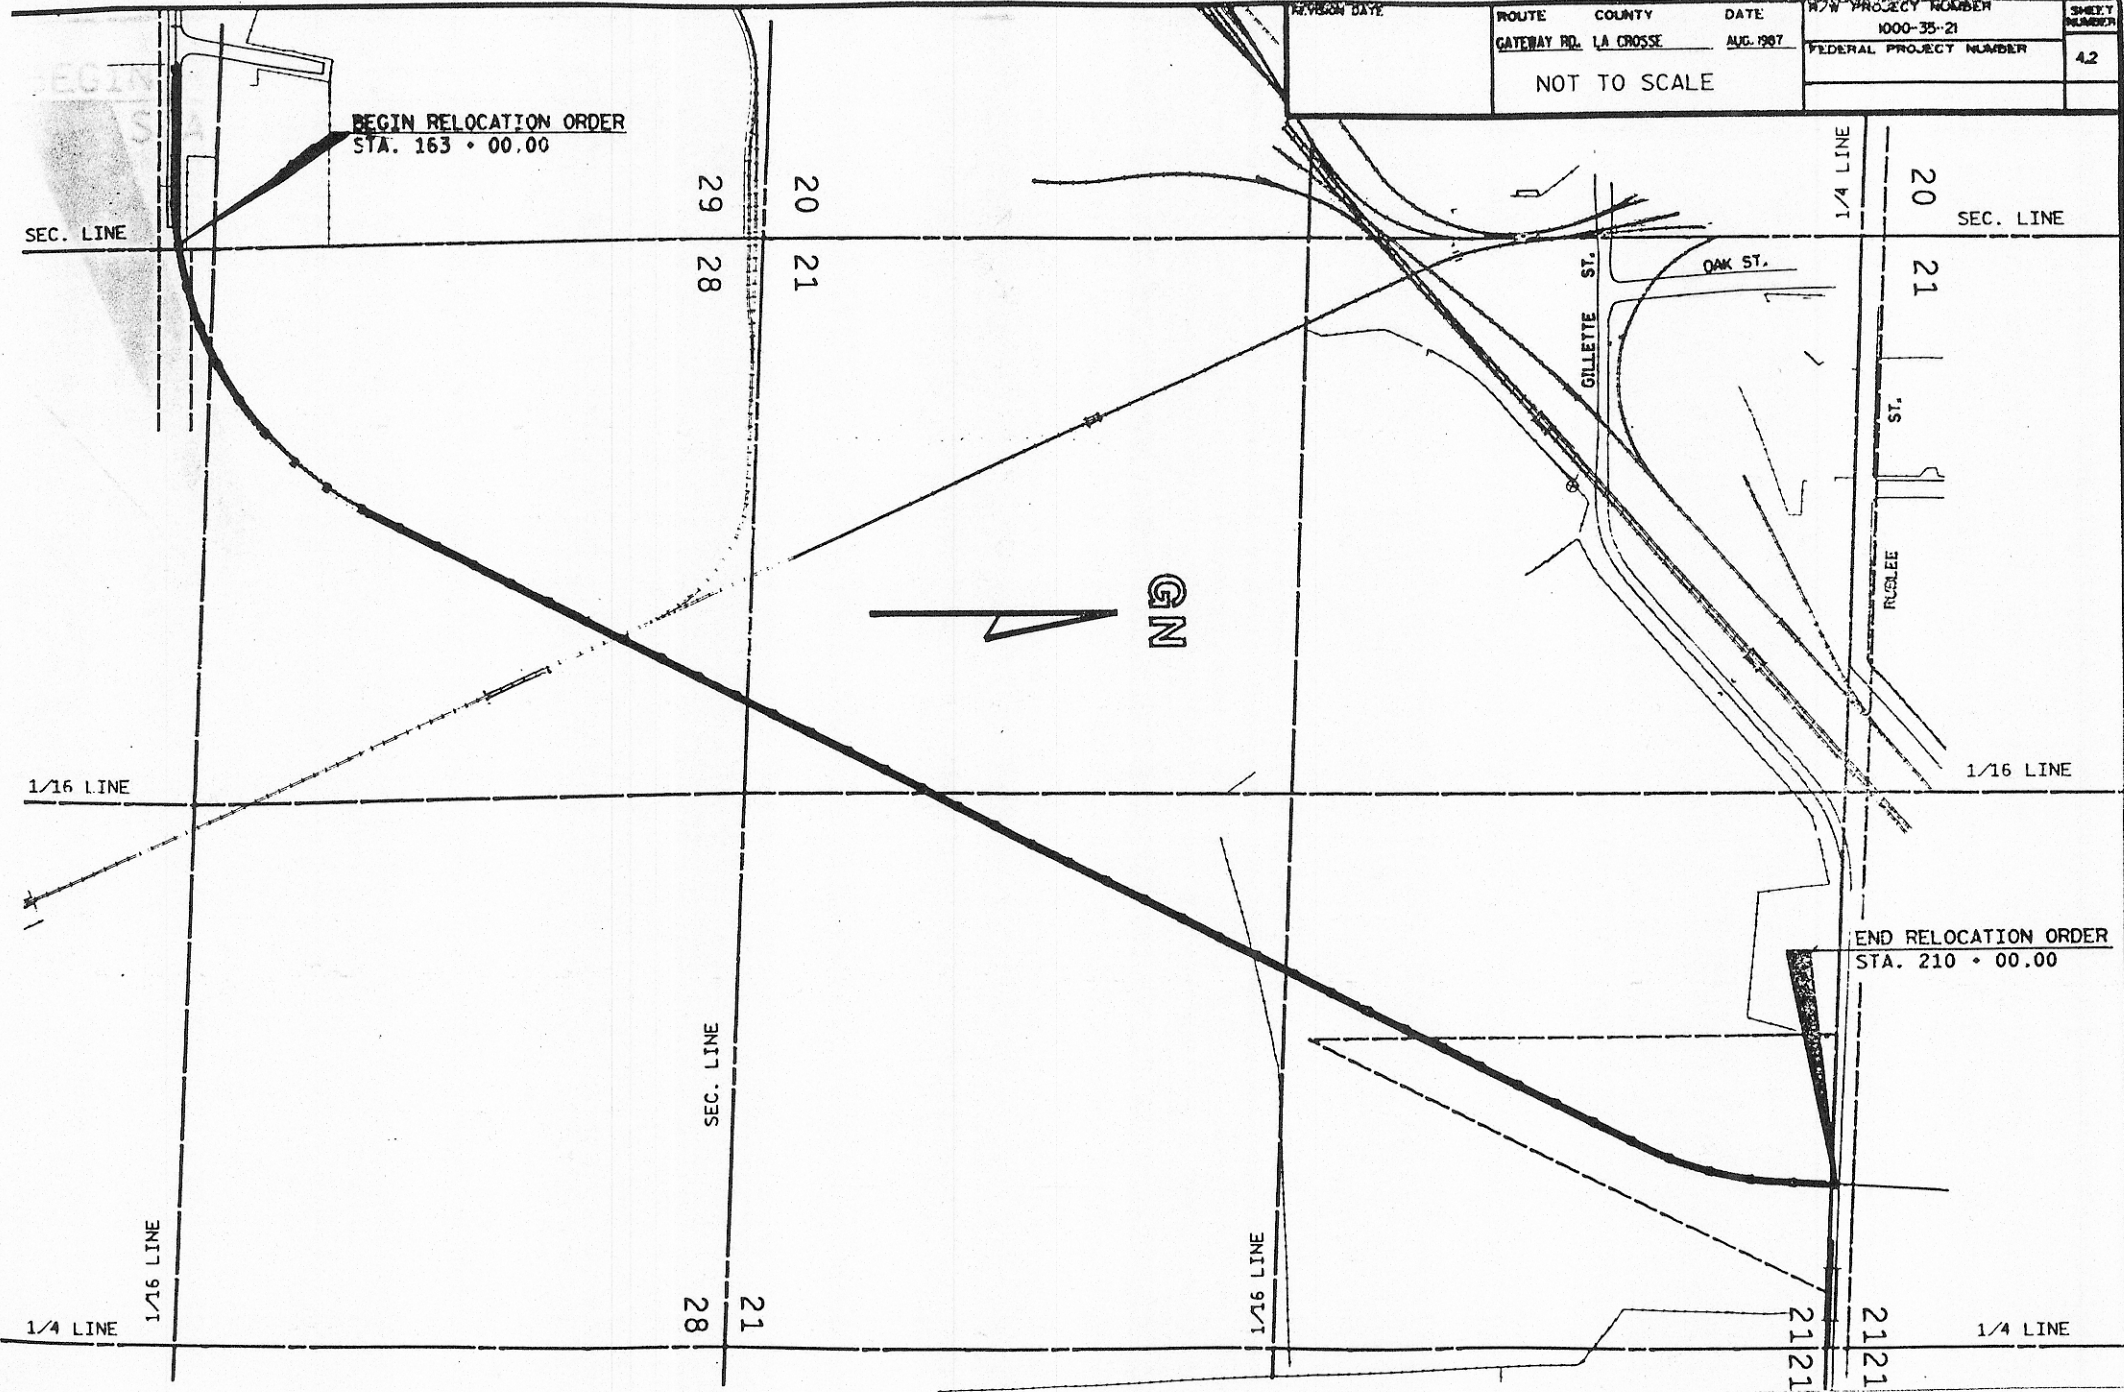 REVISION DATE
ROUTE COUNTY DATE
GATEWAY RD. LA CROSSE AUG. 1987
NOT TO SCALE
R/W PROJECT NUMBER
1000-35-21
FEDERAL PROJECT NUMBER
SHEET
NUMBER
4.2
BEGIN RELOCATION ORDER
STA. 163 + 00.00
SEC. LINE
29
20
28
21
1/4 LINE
20
SEC. LINE
21
GILLETTE ST.
OAK ST.
ST.
RUBLEE
GN
1/16 LINE
1/16 LINE
END RELOCATION ORDER
STA. 210 + 00.00
SEC. LINE
1/16 LINE
1/16 LINE
1/4 LINE
28
21
21
21
21
21
1/4 LINE